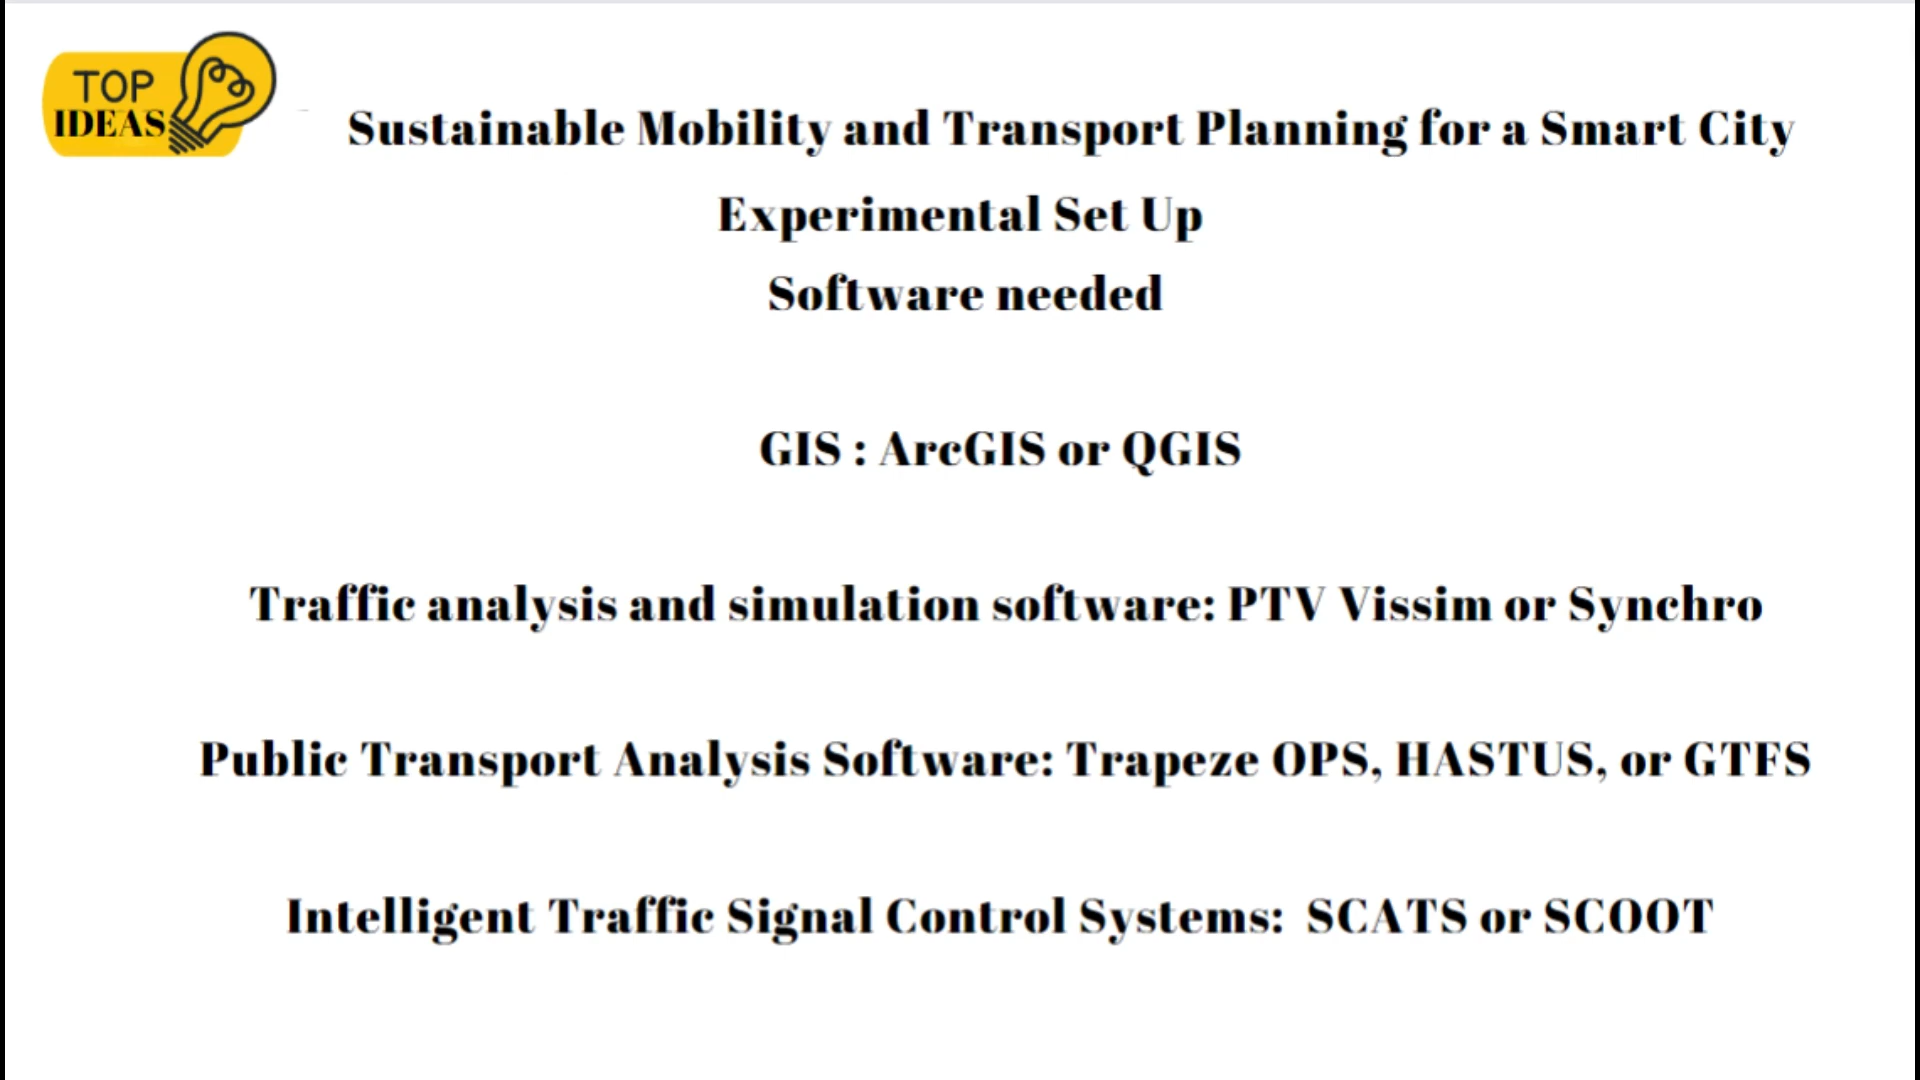 TOP
IDEAS
Sustainable Mobility and Transport Planning for a Smart City
Experimental Set Up
Software needed
GIS : ArcGIS or QGIS
Traffic analysis and simulation software: PTV Vissim or Synchro
Public Transport Analysis Software: Trapeze OPS, HASTUS, or GTFS
Intelligent Traffic Signal Control Systems: SCATS or SCOOT